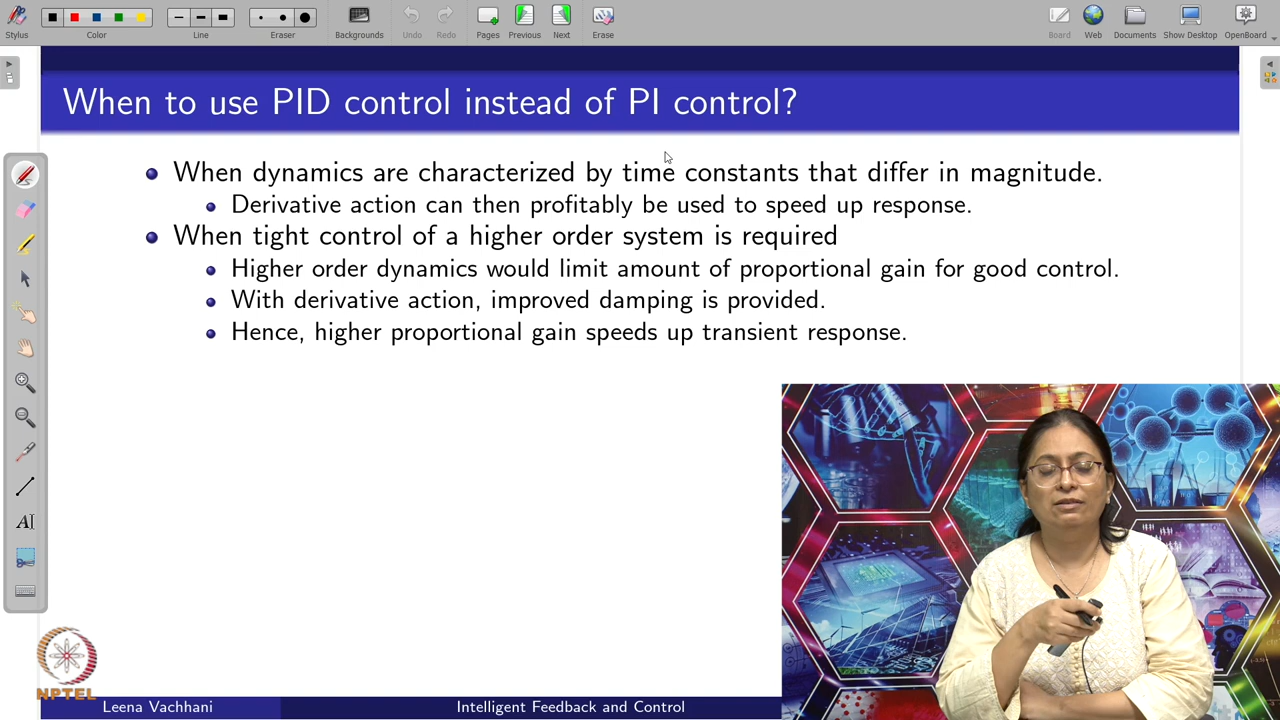 Stylus
Color
Line
Eraser
Backgrounds
Undo
Redo
Pages
Previous
Next
Erase
Board
Web
Documents
Show Desktop
OpenBoard
When to use PID control instead of PI control?
When dynamics are characterized by time constants that differ in magnitude.
Derivative action can then profitably be used to speed up response.
When tight control of a higher order system is required
Higher order dynamics would limit amount of proportional gain for good control.
With derivative action, improved damping is provided.
Hence, higher proportional gain speeds up transient response.
AI
NPTEL
Leena Vachhani
Intelligent Feedback and Control